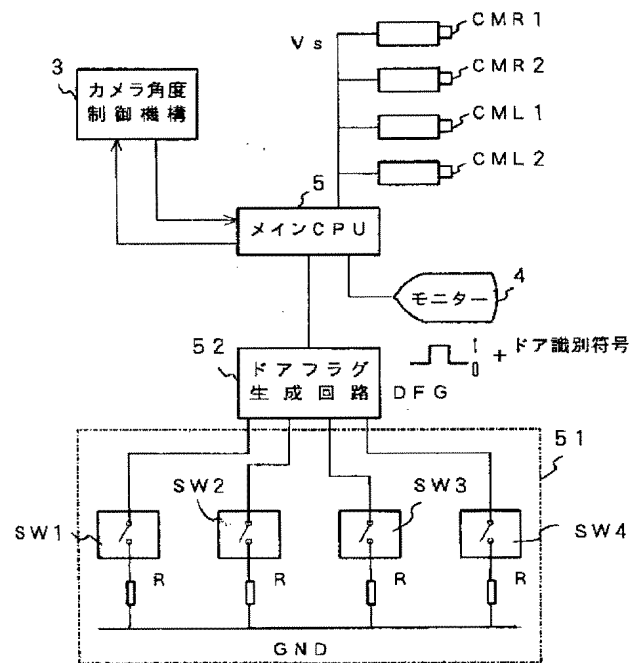 CMR1
Vs
3
カメラ角度
制御機構
CMR2
CML1
CML2
5
メインCPU
4
モニター
52
ドアフラグ
生成回路
DFG
1
0
+ ドア識別符号
51
SW1
SW2
SW3
SW4
R
R
R
R
GND